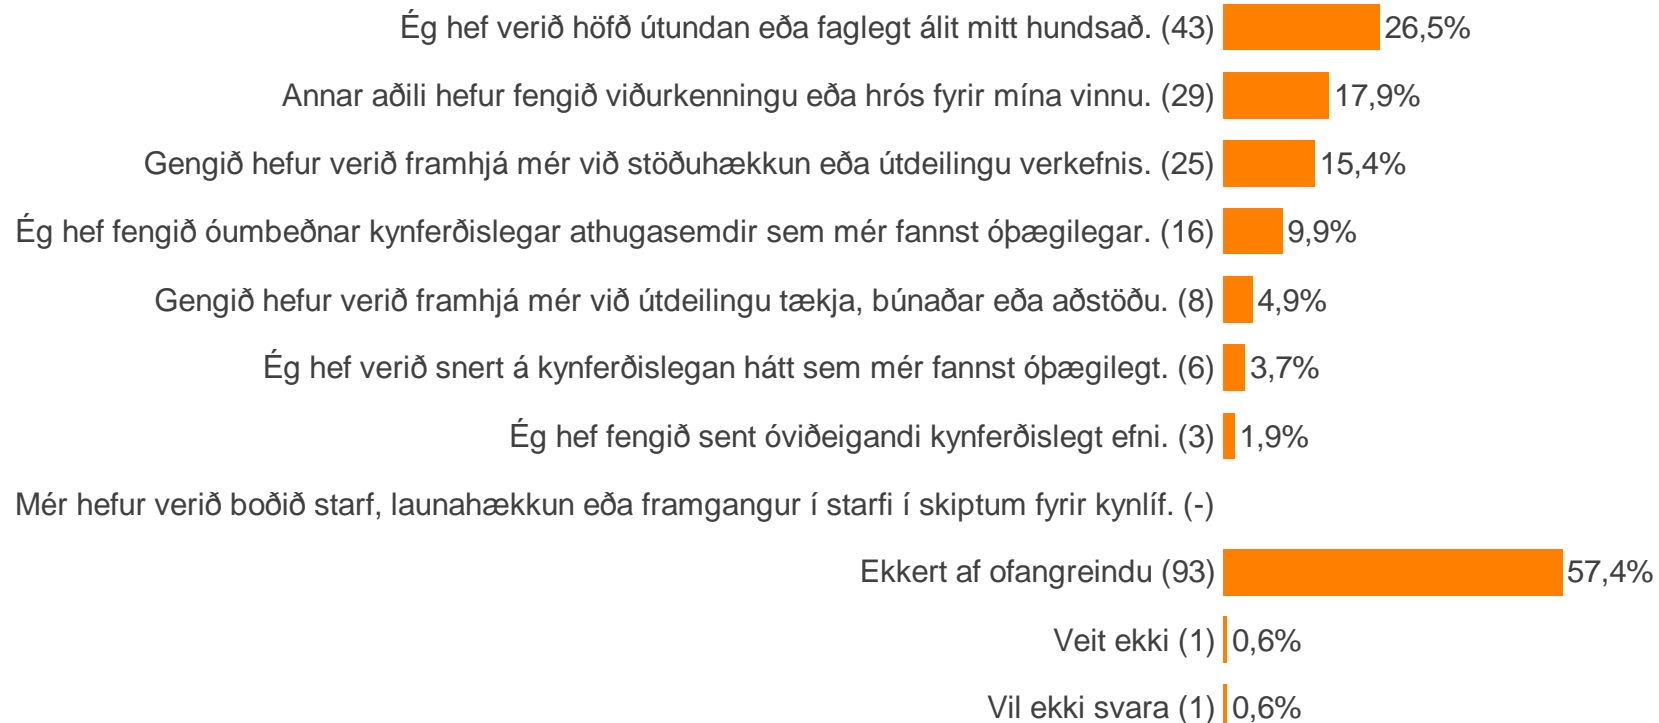 Ég hef verið höfð útundan eða faglegt álit mitt hundsað. (43) 26,5%
Annar aðili hefur fengið viðurkenningu eða hrós fyrir mína vinnu. (29) 17,9%
Gengið hefur verið framhjá mér við stöðuhækkun eða útdeilingu verkefnis. (25) 15,4%
Ég hef fengið óumbeðnar kynferðislegar athugasemdir sem mér fannst óþægilegar. (16) 9,9%
Gengið hefur verið framhjá mér við útdeilingu tækja, búnaðar eða aðstöðu. (8) 4,9%
Ég hef verið snert á kynferðislegan hátt sem mér fannst óþægilegt. (6) 3,7%
Ég hef fengið sent óviðeigandi kynferðislegt efni. (3) 1,9%
Mér hefur verið boðið starf, launahækkun eða framgangur í starfi í skiptum fyrir kynlíf. (-)
Ekkert af ofangreindu (93) 57,4%
Veit ekki (1) 0,6%
Vil ekki svara (1) 0,6%